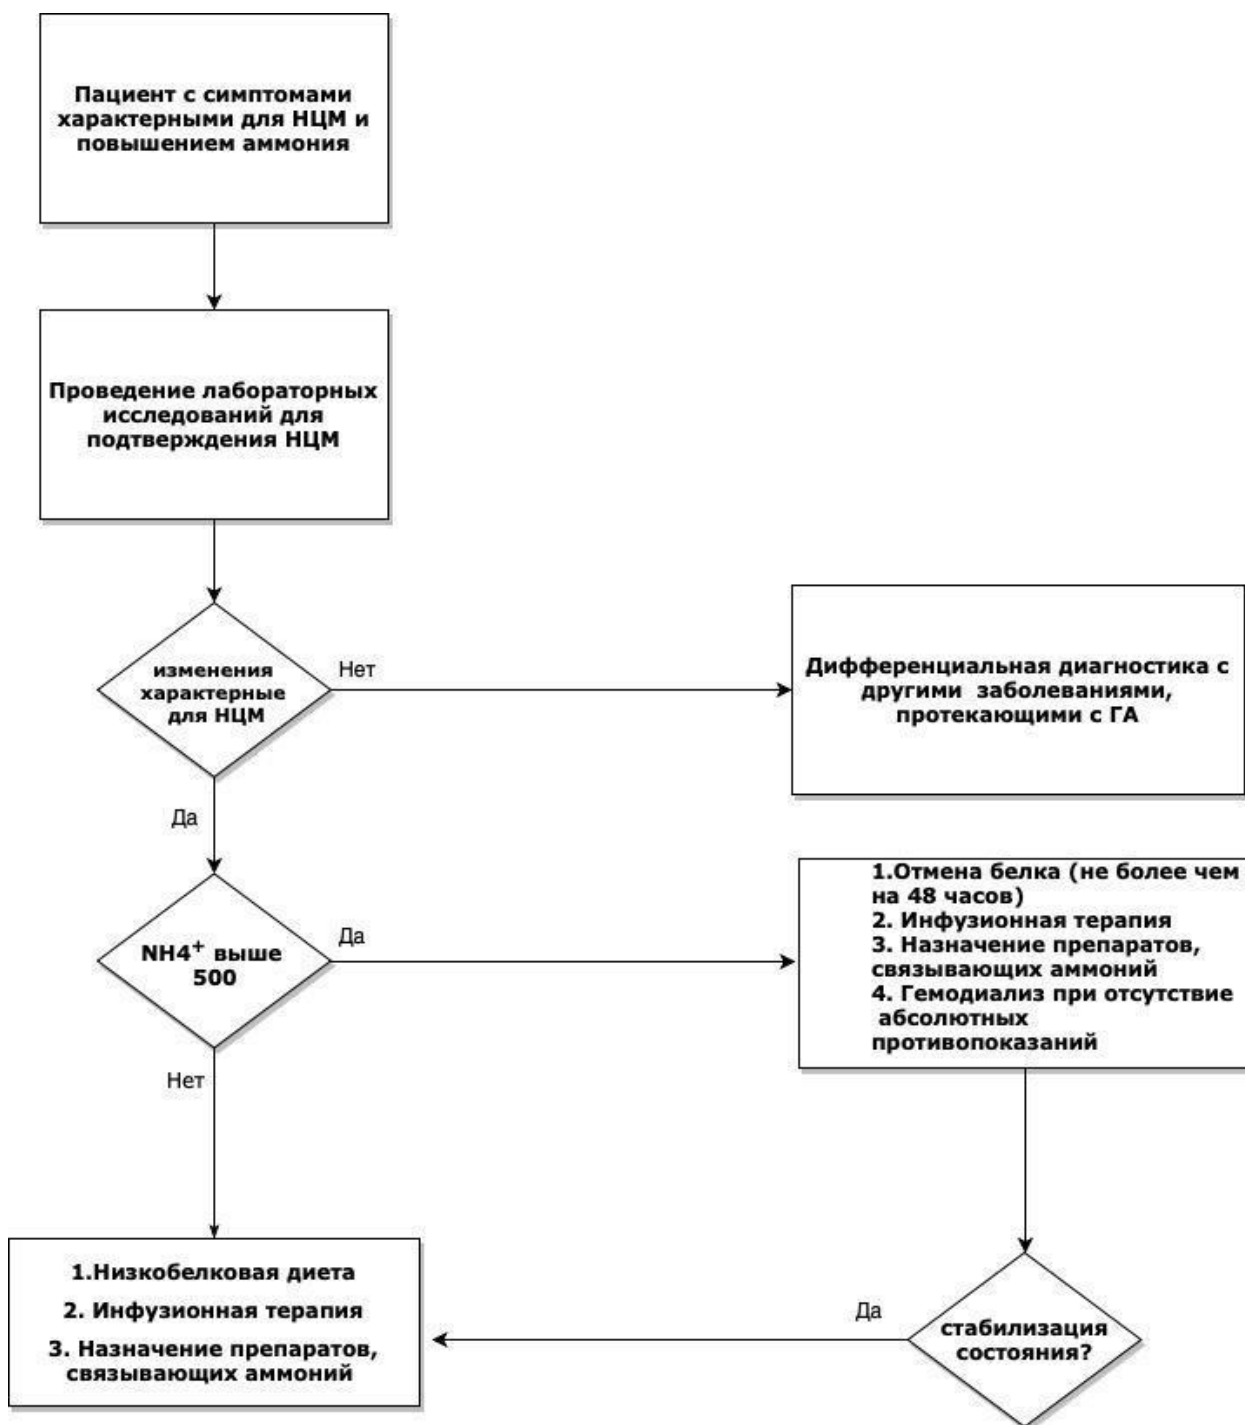 Пациент с симптомами
характерными для НЦМ и
повышением аммония
Проведение лабораторных
исследований для
подтверждения НЦМ
изменения
характерные
для НЦМ
Нет
Дифференциальная диагностика с
другими заболеваниями,
протекающими с ГА
Да
NH4⁺ выше
500
Да
1.Отмена белка (не более чем
на 48 часов)
2. Инфузионная терапия
3. Назначение препаратов,
связывающих аммоний
4. Гемодиализ при отсутствие
абсолютных
противопоказаний
Нет
1.Низкобелковая диета
2. Инфузионная терапия
3. Назначение препаратов,
связывающих аммоний
Да
стабилизация
состояния?